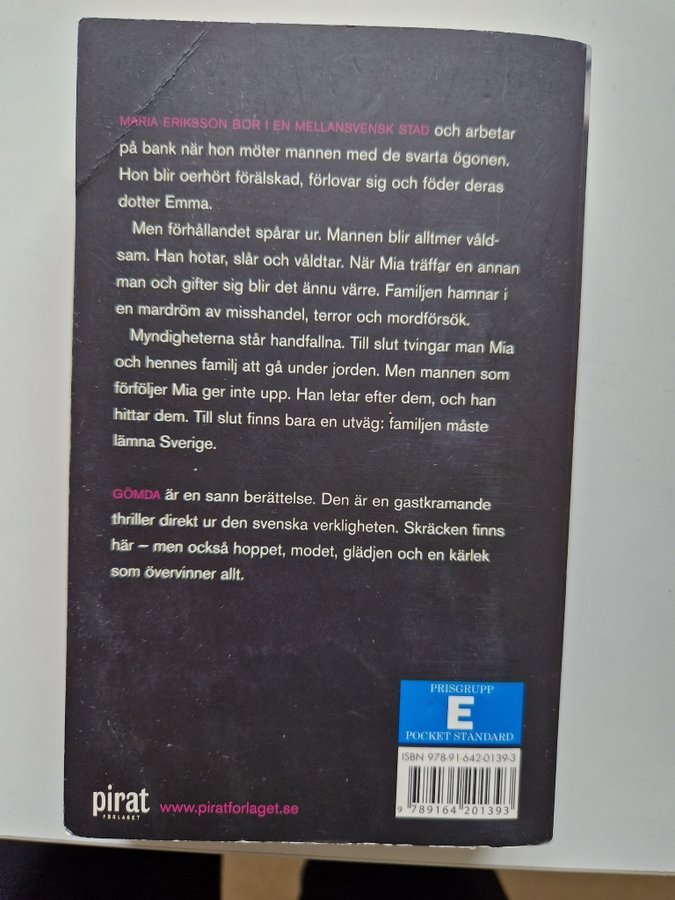 MARIA ERIKSSON BOR I EN MELLANSVENSK STAD och arbetar
på bank när hon möter mannen med de svarta ögonen.
Hon blir oerhört förälskad, förlovar sig och föder deras
dotter Emma.
Men förhållandet spårar ur. Mannen blir alltmer våld-
sam. Han hotar, slår och våldtar. När Mia träffar en annan
man och gifter sig blir det ännu värre. Familjen hamnar i
en mardröm av misshandel, terror och mordförsök.
Myndigheterna står handfallna. Till slut tvingar man Mia
och hennes familj att gå under jorden. Men mannen som
förföljer Mia ger inte upp. Han letar efter dem, och han
hittar dem. Till slut finns bara en utväg: familjen måste
lämna Sverige.
GÖMDA är en sann berättelse. Den är en gastkramande
thriller direkt ur den svenska verkligheten. Skräcken finns
här – men också hoppet, modet, glädjen och en kärlek
som övervinner allt.
PRISGRUPP
E
POCKET STANDARD
ISBN 978-91-642-0139-3
9 789164 201393
pirat
FÖRLAGET
www.piratforlaget.se